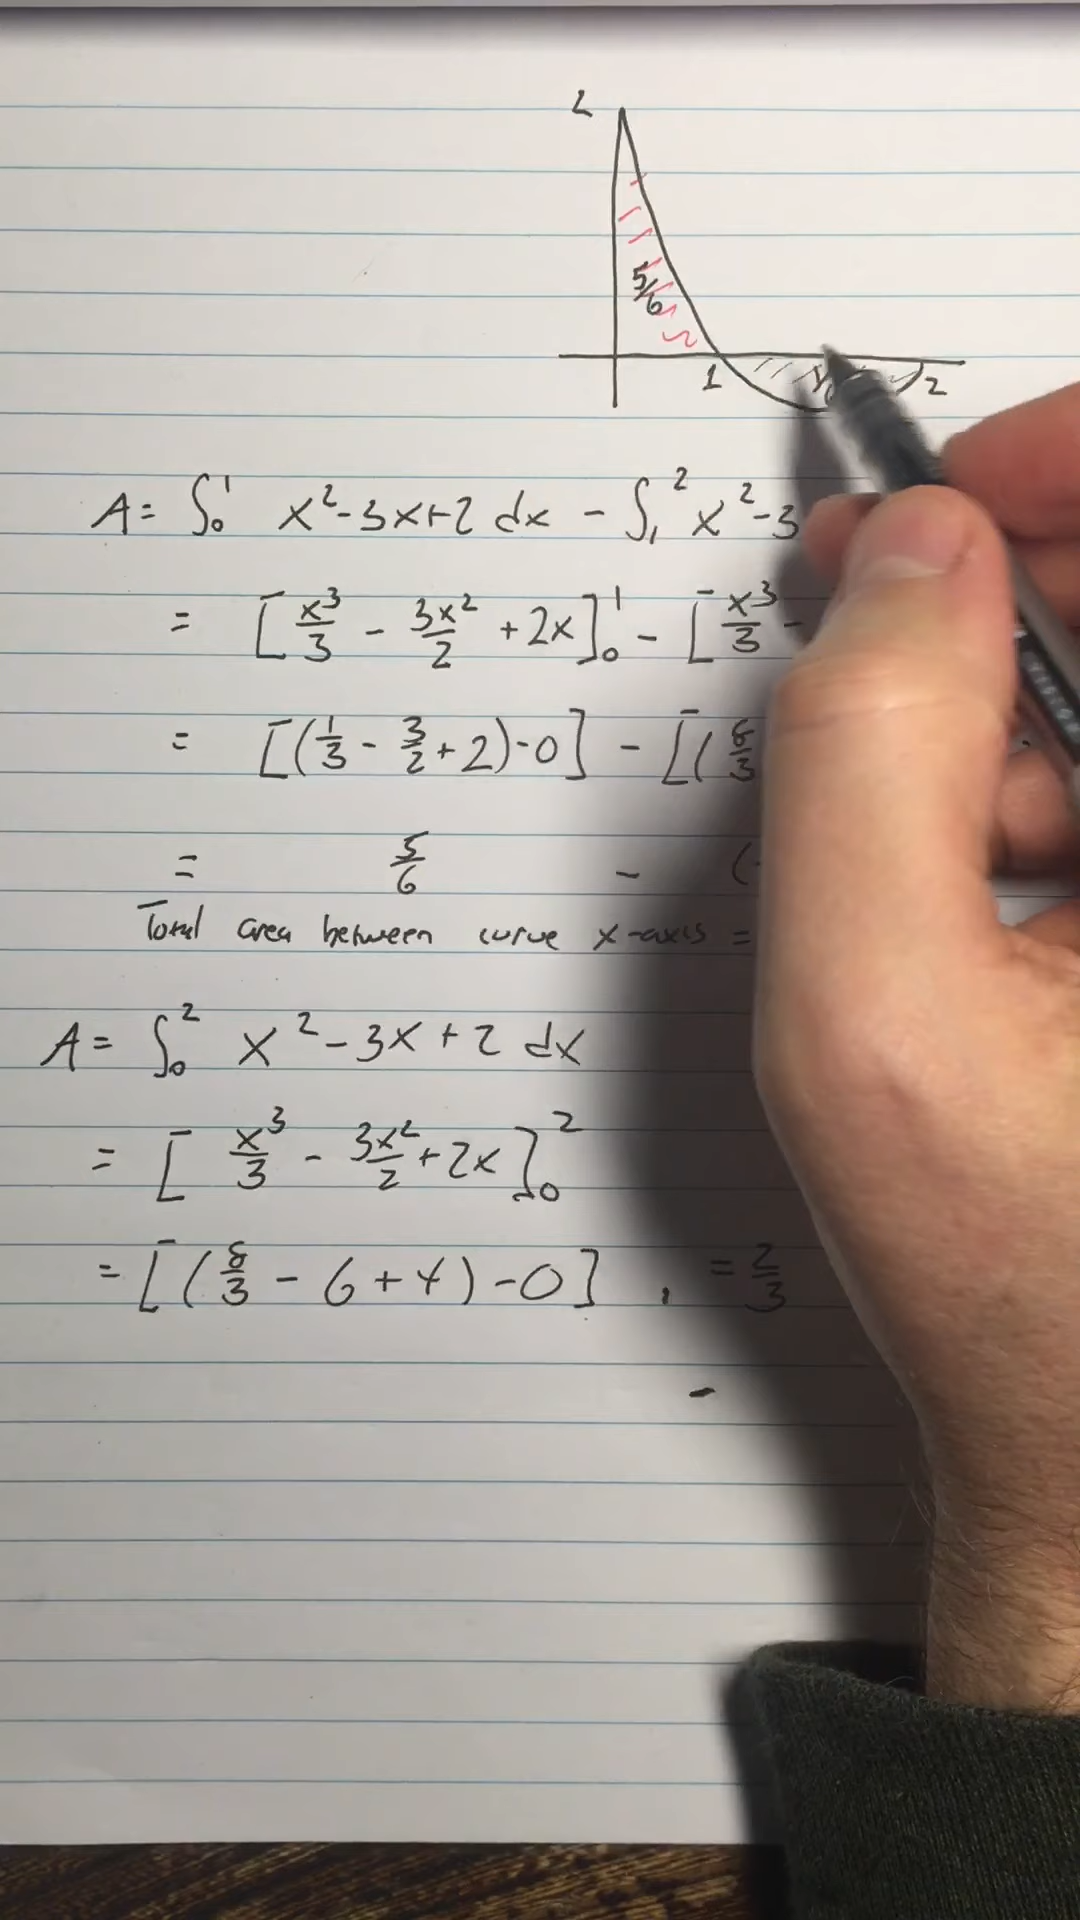 2
5/6
1 2
A = ∫₀¹ x² - 3x + 2 dx - ∫₁² x² - 3
= [x³/3 - 3x²/2 + 2x]₀¹ - [x³/3 -
= [(1/3 - 3/2 + 2) - 0] - [(8/3
= 5/6 - (
Total area between curve x-axis =
A = ∫₀² x² - 3x + 2 dx
= [x³/3 - 3x²/2 + 2x]₀²
= [(8/3 - 6 + 4) - 0] , = 2/3
-